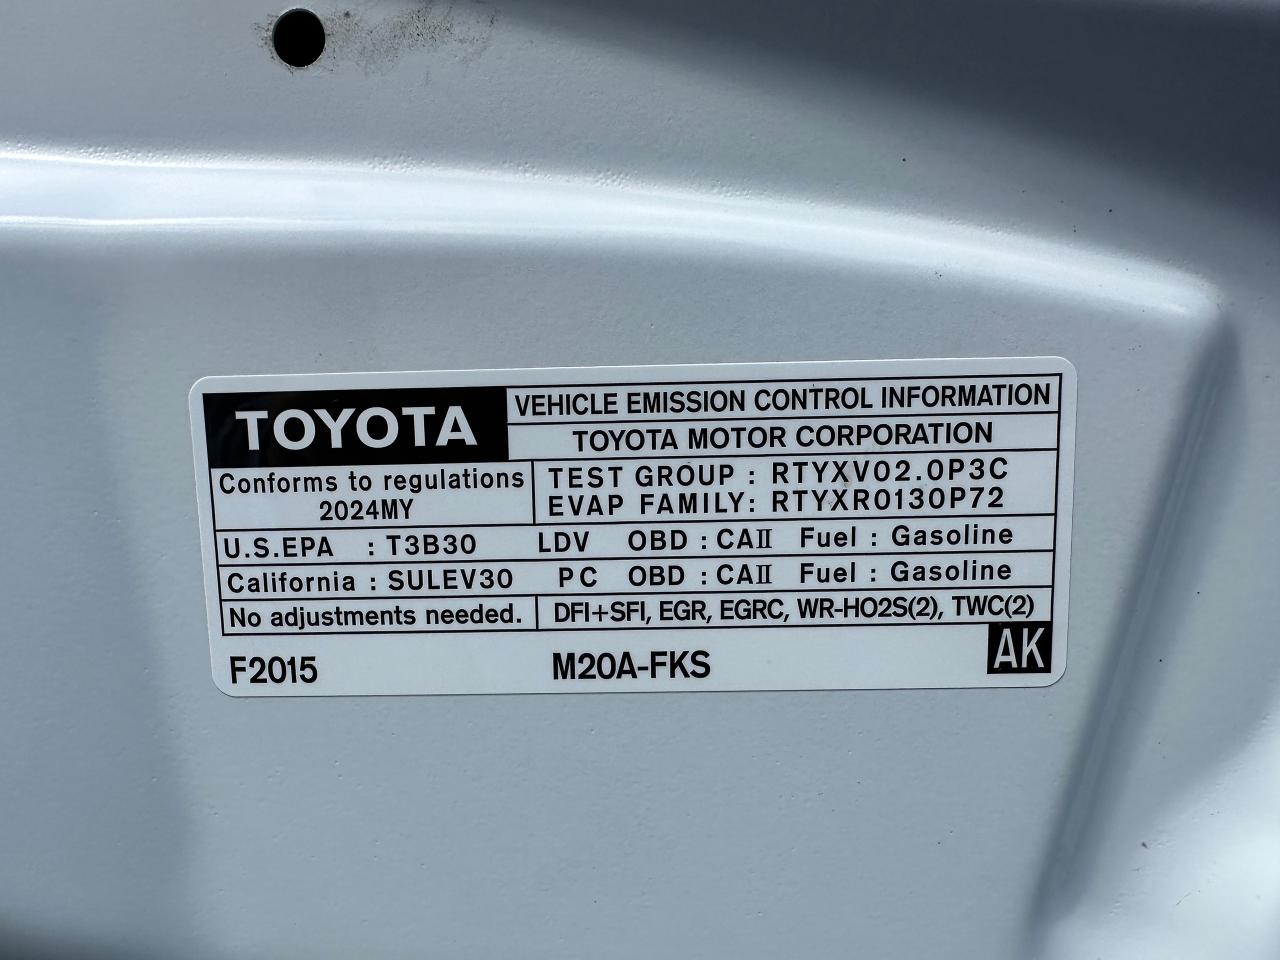 TOYOTA
VEHICLE EMISSION CONTROL INFORMATION
TOYOTA MOTOR CORPORATION
Conforms to regulations
2024MY
TEST GROUP : RTYXV02.0P3C
EVAP FAMILY: RTYXR0130P72
U.S.EPA : T3B30 LDV OBD : CAⅡ Fuel : Gasoline
California : SULEV30 PC OBD : CAⅡ Fuel : Gasoline
No adjustments needed. DFI+SFI, EGR, EGRC, WR-HO2S(2), TWC(2)
F2015 M20A-FKS AK